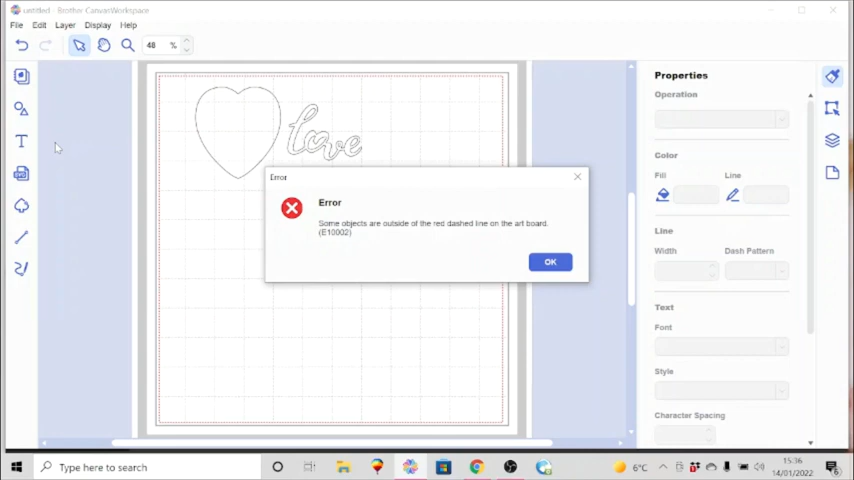 untitled - Brother CanvasWorkspace
File Edit Layer Display Help
48 %
Properties
Operation
Color
Fill Line
Line
Width Dash Pattern
Text
Font
Style
Character Spacing
love
Error
Error
Some objects are outside of the red dashed line on the art board.
(E10002)
OK
Type here to search
6°C
15:36
14/01/2022